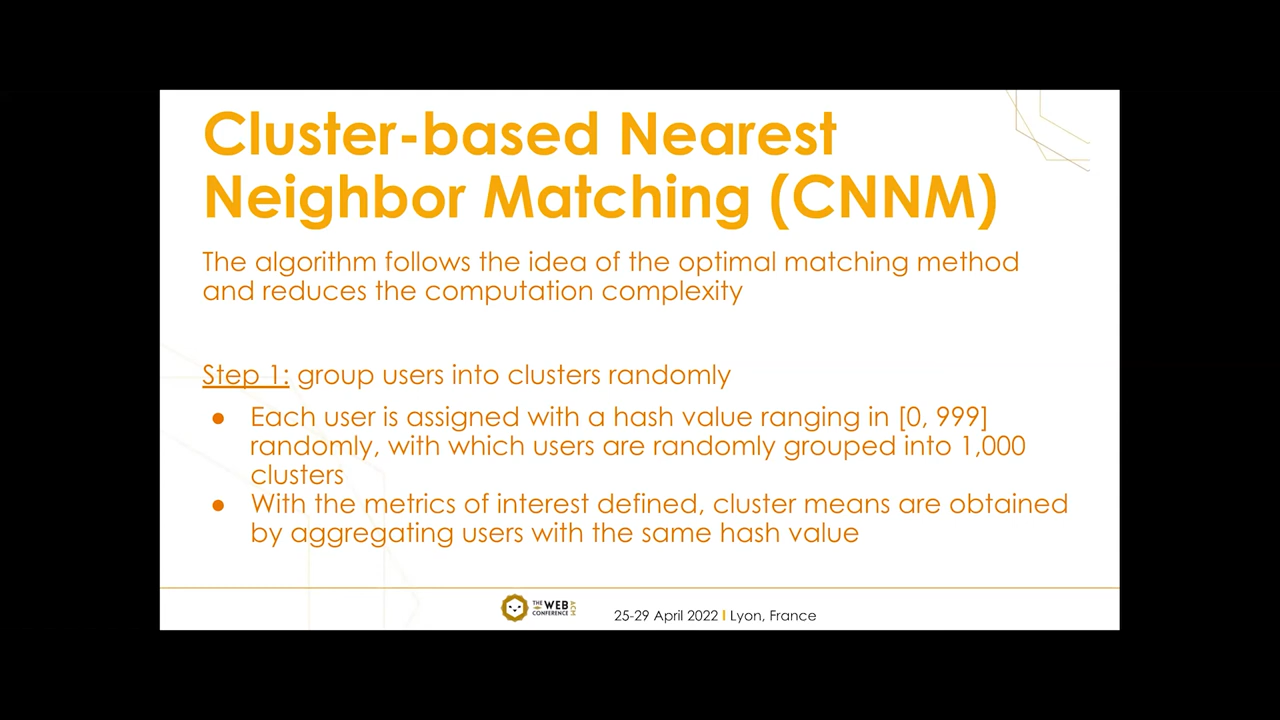 Cluster-based Nearest
Neighbor Matching (CNNM)
The algorithm follows the idea of the optimal matching method
and reduces the computation complexity
Step 1: group users into clusters randomly
● Each user is assigned with a hash value ranging in [0, 999]
randomly, with which users are randomly grouped into 1,000
clusters
● With the metrics of interest defined, cluster means are obtained
by aggregating users with the same hash value
THE WEB CONFERENCE ACM
25-29 April 2022 I Lyon, France